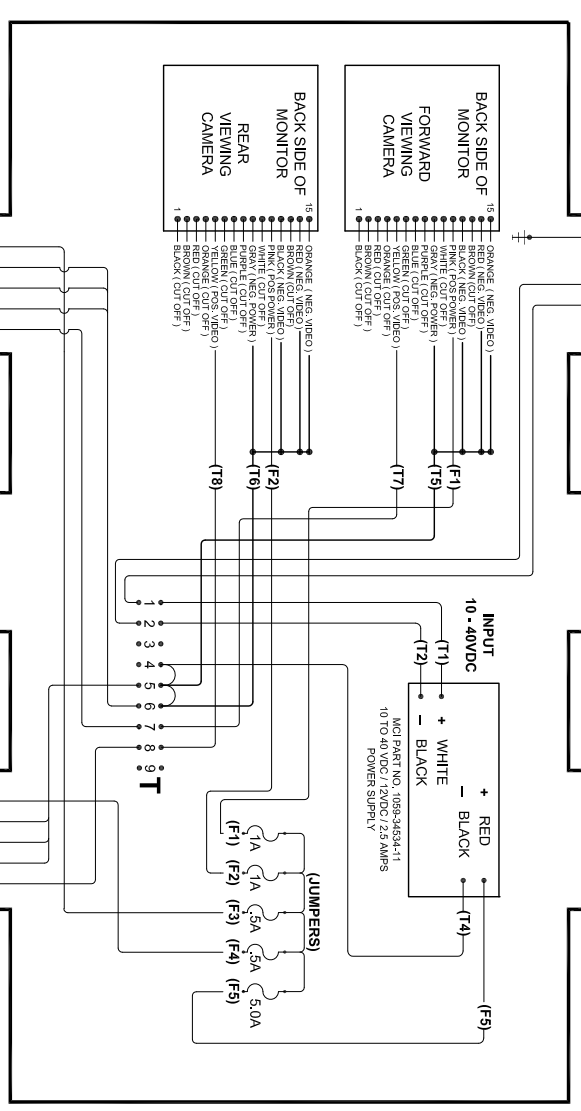 BACK SIDE OF
MONITOR
FORWARD
VIEWING
CAMERA
15
1
ORANGE ( NEG. VIDEO )
RED ( NEG. VIDEO )
BROWN (CUT OFF)
BLACK (NEG. VIDEO )
PINK ( POS POWER )
WHITE ( CUT OFF )
GRAY (NEG. POWER )
PURPLE ( CUT OFF )
BLUE ( CUT OFF )
GREEN (CUT OFF )
YELLOW ( POS. VIDEO )
ORANGE ( CUT OFF )
RED ( CUT OFF )
BROWN ( CUT OFF )
BLACK ( CUT OFF )
(F1)
(T5)
(T7)
BACK SIDE OF
MONITOR
REAR
VIEWING
CAMERA
15
1
ORANGE ( NEG. VIDEO )
RED ( NEG. VIDEO )
BROWN (CUT OFF)
BLACK (NEG. VIDEO )
PINK ( POS POWER )
WHITE ( CUT OFF )
GRAY (NEG. POWER )
PURPLE ( CUT OFF )
BLUE ( CUT OFF )
GREEN (CUT OFF )
YELLOW ( POS. VIDEO )
ORANGE ( CUT OFF )
RED ( CUT OFF )
BROWN ( CUT OFF )
BLACK ( CUT OFF )
(F2)
(T6)
(T8)
INPUT
10 - 40VDC
(T1)
(T2)
+ WHITE
− BLACK
+ RED
− BLACK
MCI PART NO, 1059-34534-11
10 TO 40 VDC / 12VDC / 2.5 AMPS
POWER SUPPLY
(T4)
(F5)
1 2 3 4 5 6 7 8 9
T
(JUMPERS)
(F1) 1A
(F2) 1A
(F3) .5A
(F4) .5A
(F5) 5.0A